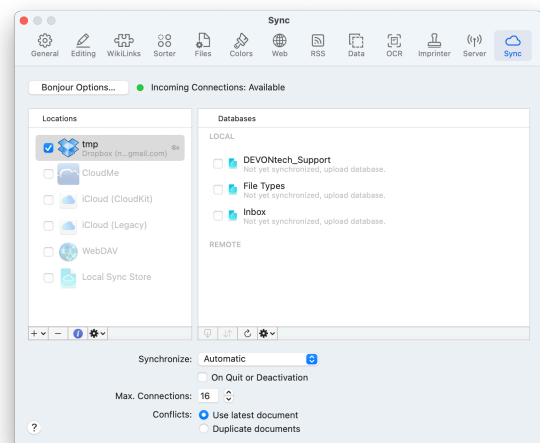 Sync
General Editing WikiLinks Sorter Files Colors Web RSS Data OCR Imprinter Server Sync
Bonjour Options... Incoming Connections: Available
Locations
tmp
Dropbox (n...gmail.com)
CloudMe
iCloud (CloudKit)
iCloud (Legacy)
WebDAV
Local Sync Store
Databases
LOCAL
DEVONtech_Support
Not yet synchronized, upload database.
File Types
Not yet synchronized, upload database.
Inbox
Not yet synchronized, upload database.
REMOTE
Synchronize: Automatic
On Quit or Deactivation
Max. Connections: 16
Conflicts: Use latest document
Duplicate documents
?